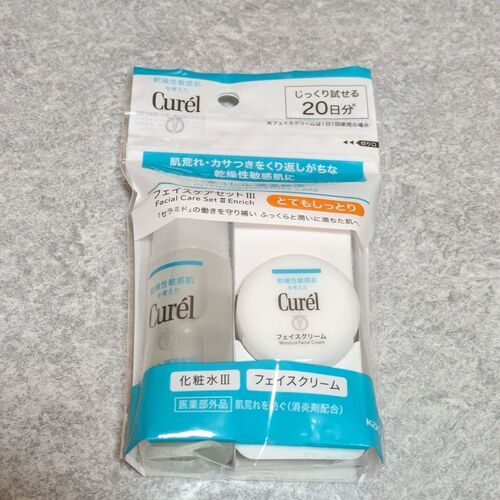 乾燥性敏感肌
を考えた
Curél
じっくり試せる
20日分*
※フェイスクリームは1日1回使用の場合
切り口
肌荒れ・カサつきをくり返しがちな
乾燥性敏感肌に
フェイスケアセットIII
Facial Care Set III Enrich
とてもしっとり
「セラミド」の働きを守り補い ふっくらと潤いに満ちた肌へ
乾燥性敏感肌
を考えた
Curél
乾燥性敏感肌
を考えた
Curél
フェイスクリーム
Moisture Facial Cream
化粧水III
フェイスクリーム
医薬部外品
肌荒れを防ぐ(消炎剤配合)